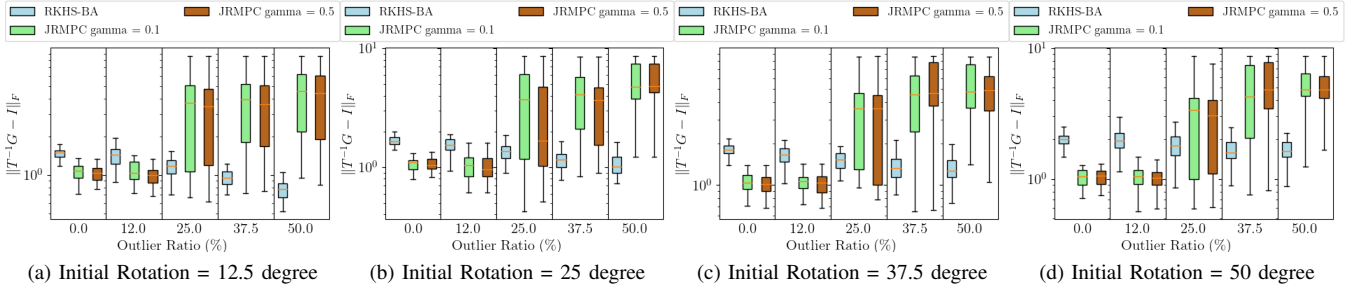 RKHS-BA
JRMPC gamma = 0.1
JRMPC gamma = 0.5
||T⁻¹G − I||_F
10⁰
0.0 12.0 25.0 37.5 50.0
Outlier Ratio (%)
(a) Initial Rotation = 12.5 degree
RKHS-BA
JRMPC gamma = 0.1
JRMPC gamma = 0.5
||T⁻¹G − I||_F
10¹
10⁰
0.0 12.0 25.0 37.5 50.0
Outlier Ratio (%)
(b) Initial Rotation = 25 degree
RKHS-BA
JRMPC gamma = 0.1
JRMPC gamma = 0.5
||T⁻¹G − I||_F
10⁰
0.0 12.0 25.0 37.5 50.0
Outlier Ratio (%)
(c) Initial Rotation = 37.5 degree
RKHS-BA
JRMPC gamma = 0.1
JRMPC gamma = 0.5
||T⁻¹G − I||_F
10¹
10⁰
0.0 12.0 25.0 37.5 50.0
Outlier Ratio (%)
(d) Initial Rotation = 50 degree